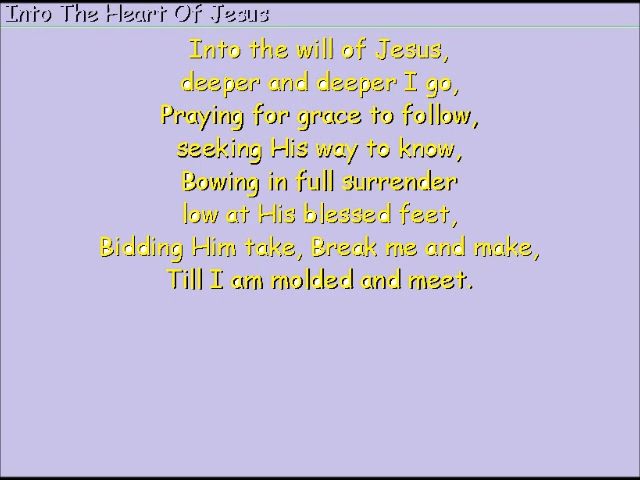 Into The Heart Of Jesus
Into the will of Jesus,
deeper and deeper I go,
Praying for grace to follow,
seeking His way to know,
Bowing in full surrender
low at His blessed feet,
Bidding Him take, Break me and make,
Till I am molded and meet.